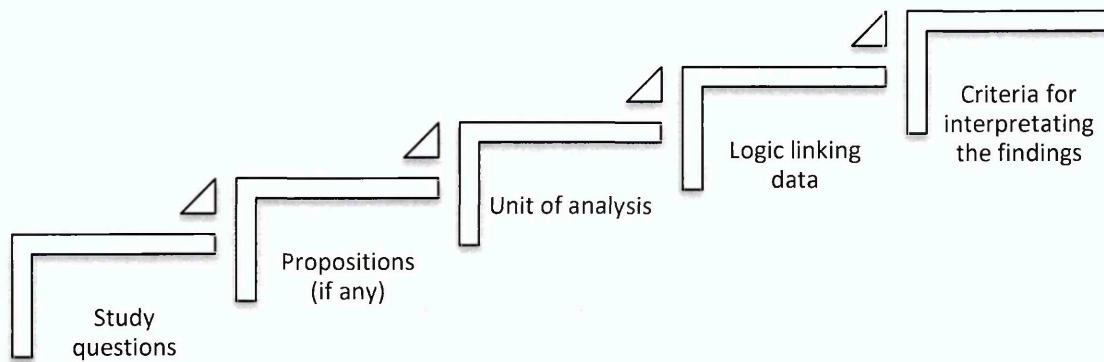 Study
questions
Propositions
(if any)
Unit of analysis
Logic linking
data
Criteria for
interpretating
the findings